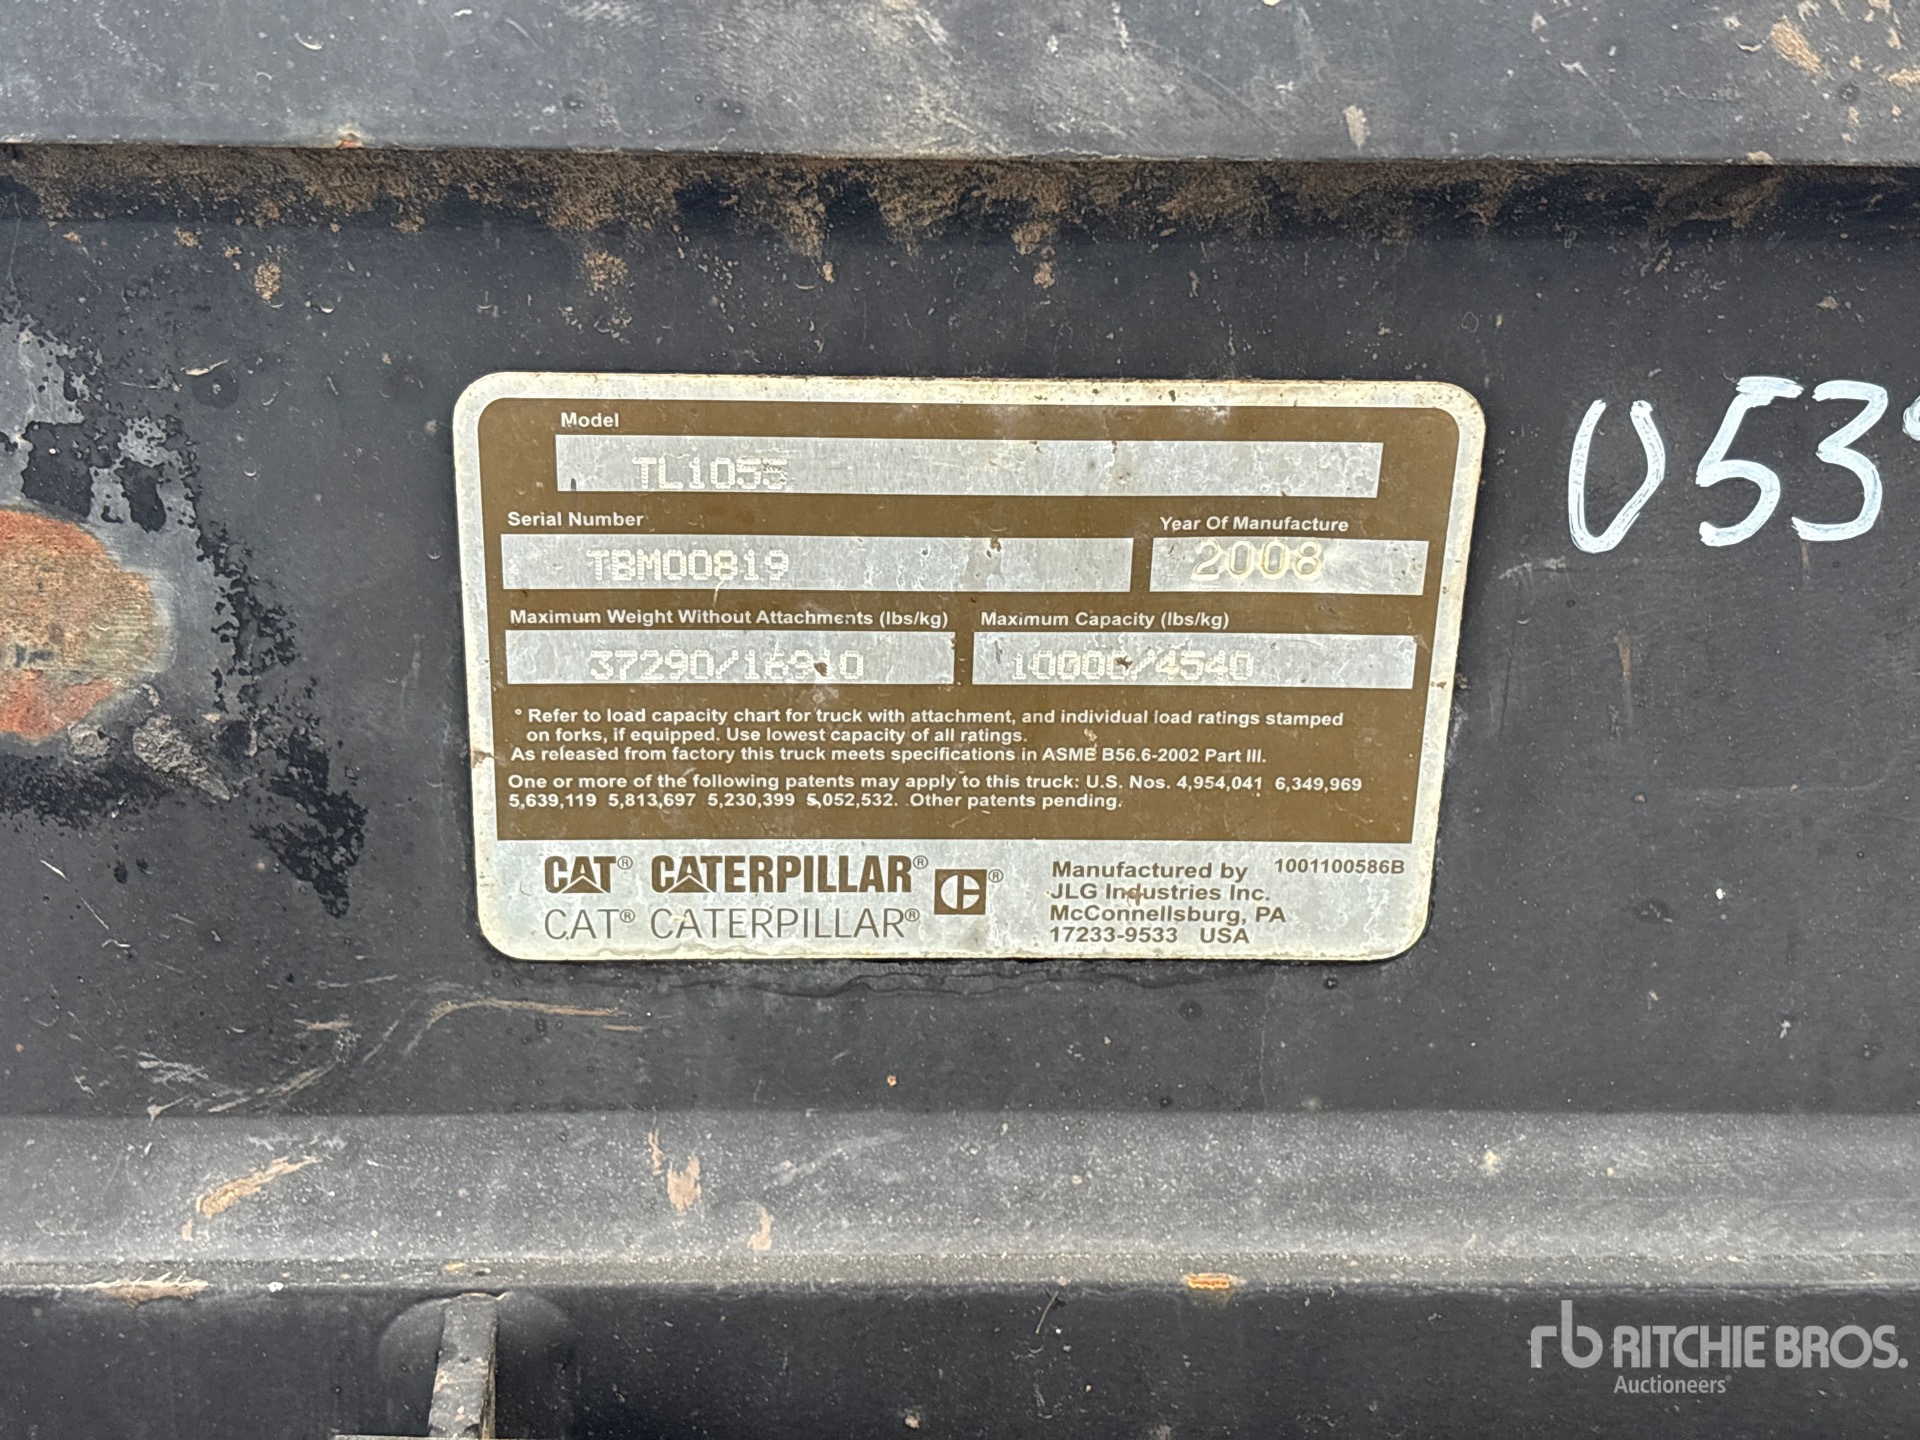 Model
TL1055
Serial Number
Year Of Manufacture
TBM00819
2008
Maximum Weight Without Attachments (lbs/kg)
Maximum Capacity (lbs/kg)
37290/16910
10000/4540
° Refer to load capacity chart for truck with attachment, and individual load ratings stamped
on forks, if equipped. Use lowest capacity of all ratings.
As released from factory this truck meets specifications in ASME B56.6-2002 Part III.
One or more of the following patents may apply to this truck: U.S. Nos. 4,954,041 6,349,969
5,639,119 5,813,697 5,230,399 5,052,532. Other patents pending.
CAT® CATERPILLAR® ®
CAT® CATERPILLAR®
Manufactured by 1001100586B
JLG Industries Inc.
McConnellsburg, PA
17233-9533 USA
rb RITCHIE BROS.
Auctioneers